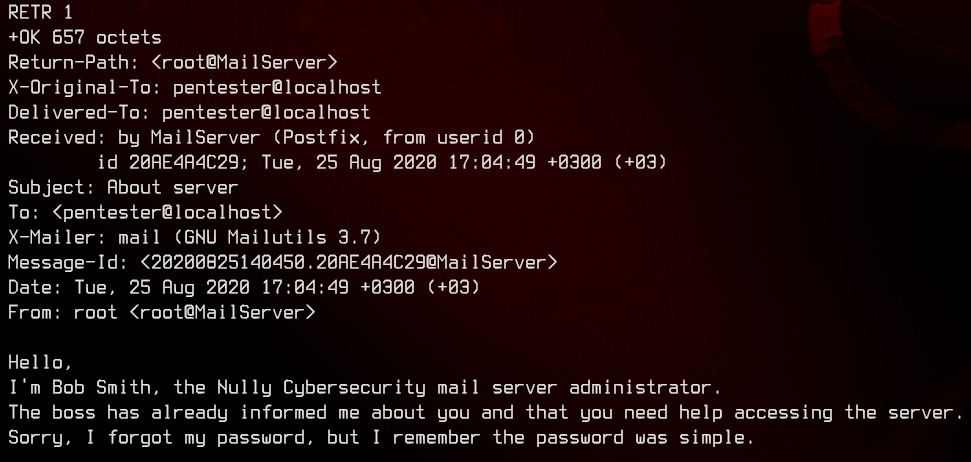 RETR 1
+OK 657 octets
Return-Path: <root@MailServer>
X-Original-To: pentester@localhost
Delivered-To: pentester@localhost
Received: by MailServer (Postfix, from userid 0)
        id 20AE4A4C29; Tue, 25 Aug 2020 17:04:49 +0300 (+03)
Subject: About server
To: <pentester@localhost>
X-Mailer: mail (GNU Mailutils 3.7)
Message-Id: <20200825140450.20AE4A4C29@MailServer>
Date: Tue, 25 Aug 2020 17:04:49 +0300 (+03)
From: root <root@MailServer>

Hello,
I'm Bob Smith, the Nully Cybersecurity mail server administrator.
The boss has already informed me about you and that you need help accessing the server.
Sorry, I forgot my password, but I remember the password was simple.